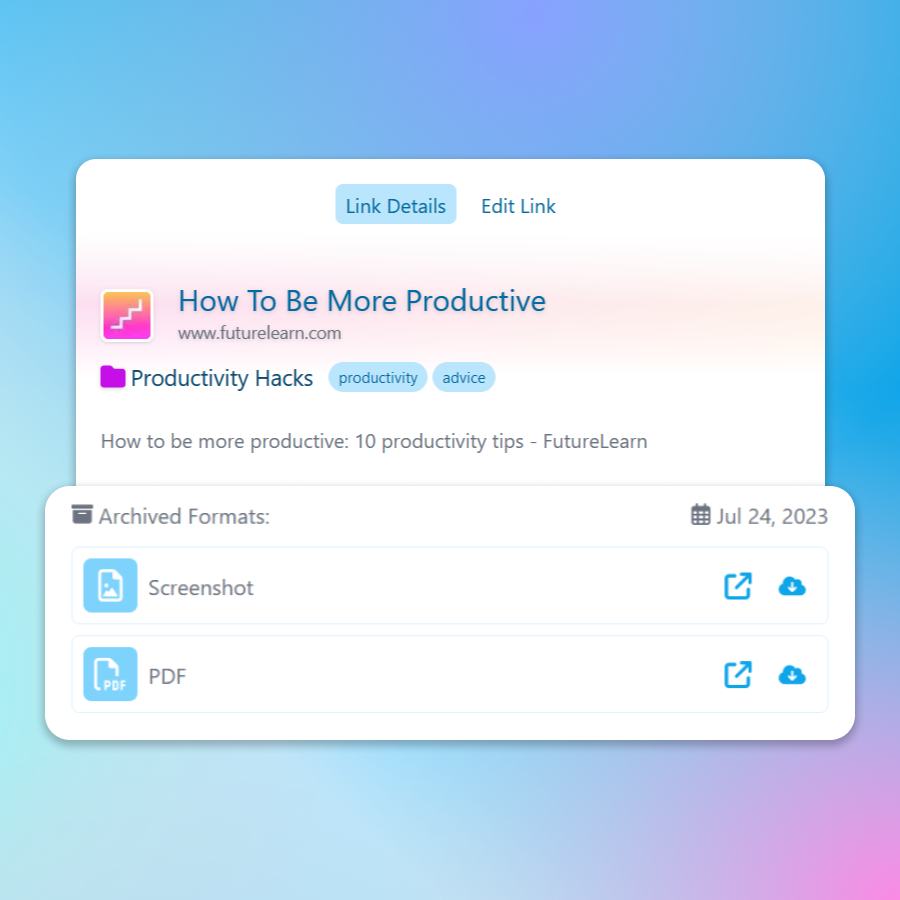 Link Details Edit Link
How To Be More Productive
www.futurelearn.com
Productivity Hacks productivity advice
How to be more productive: 10 productivity tips - FutureLearn
Archived Formats: Jul 24, 2023
Screenshot
PDF PDF